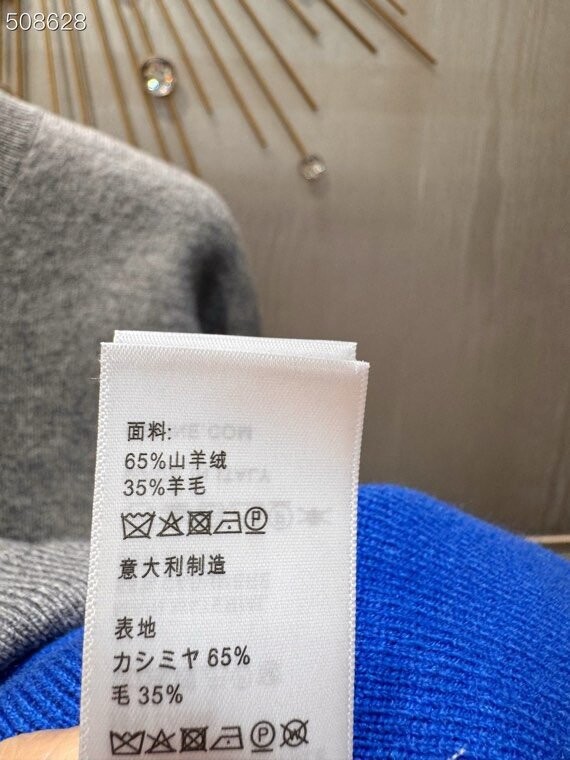 508628
面料:
65%山羊绒
35%羊毛
P
意大利制造
表地
カシミヤ 65%
毛 35%
P W